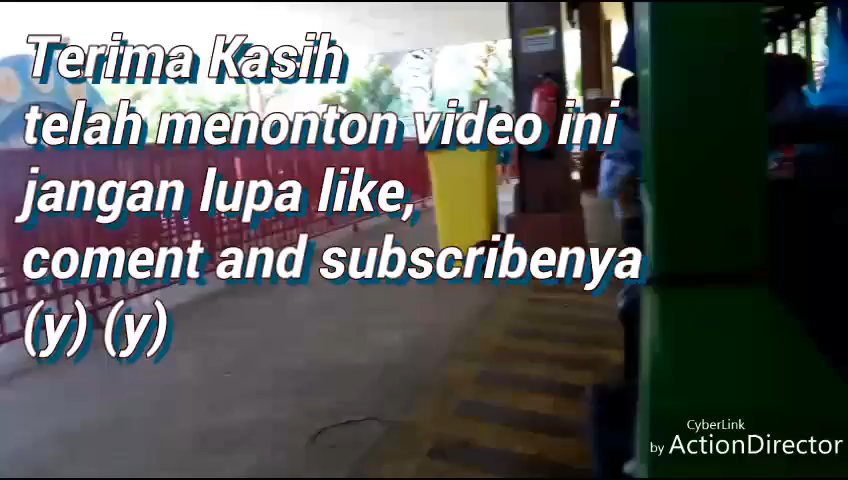 Terima Kasih
telah menonton video ini
jangan lupa like,
coment and subscribenya
(y) (y)
CyberLink
by ActionDirector